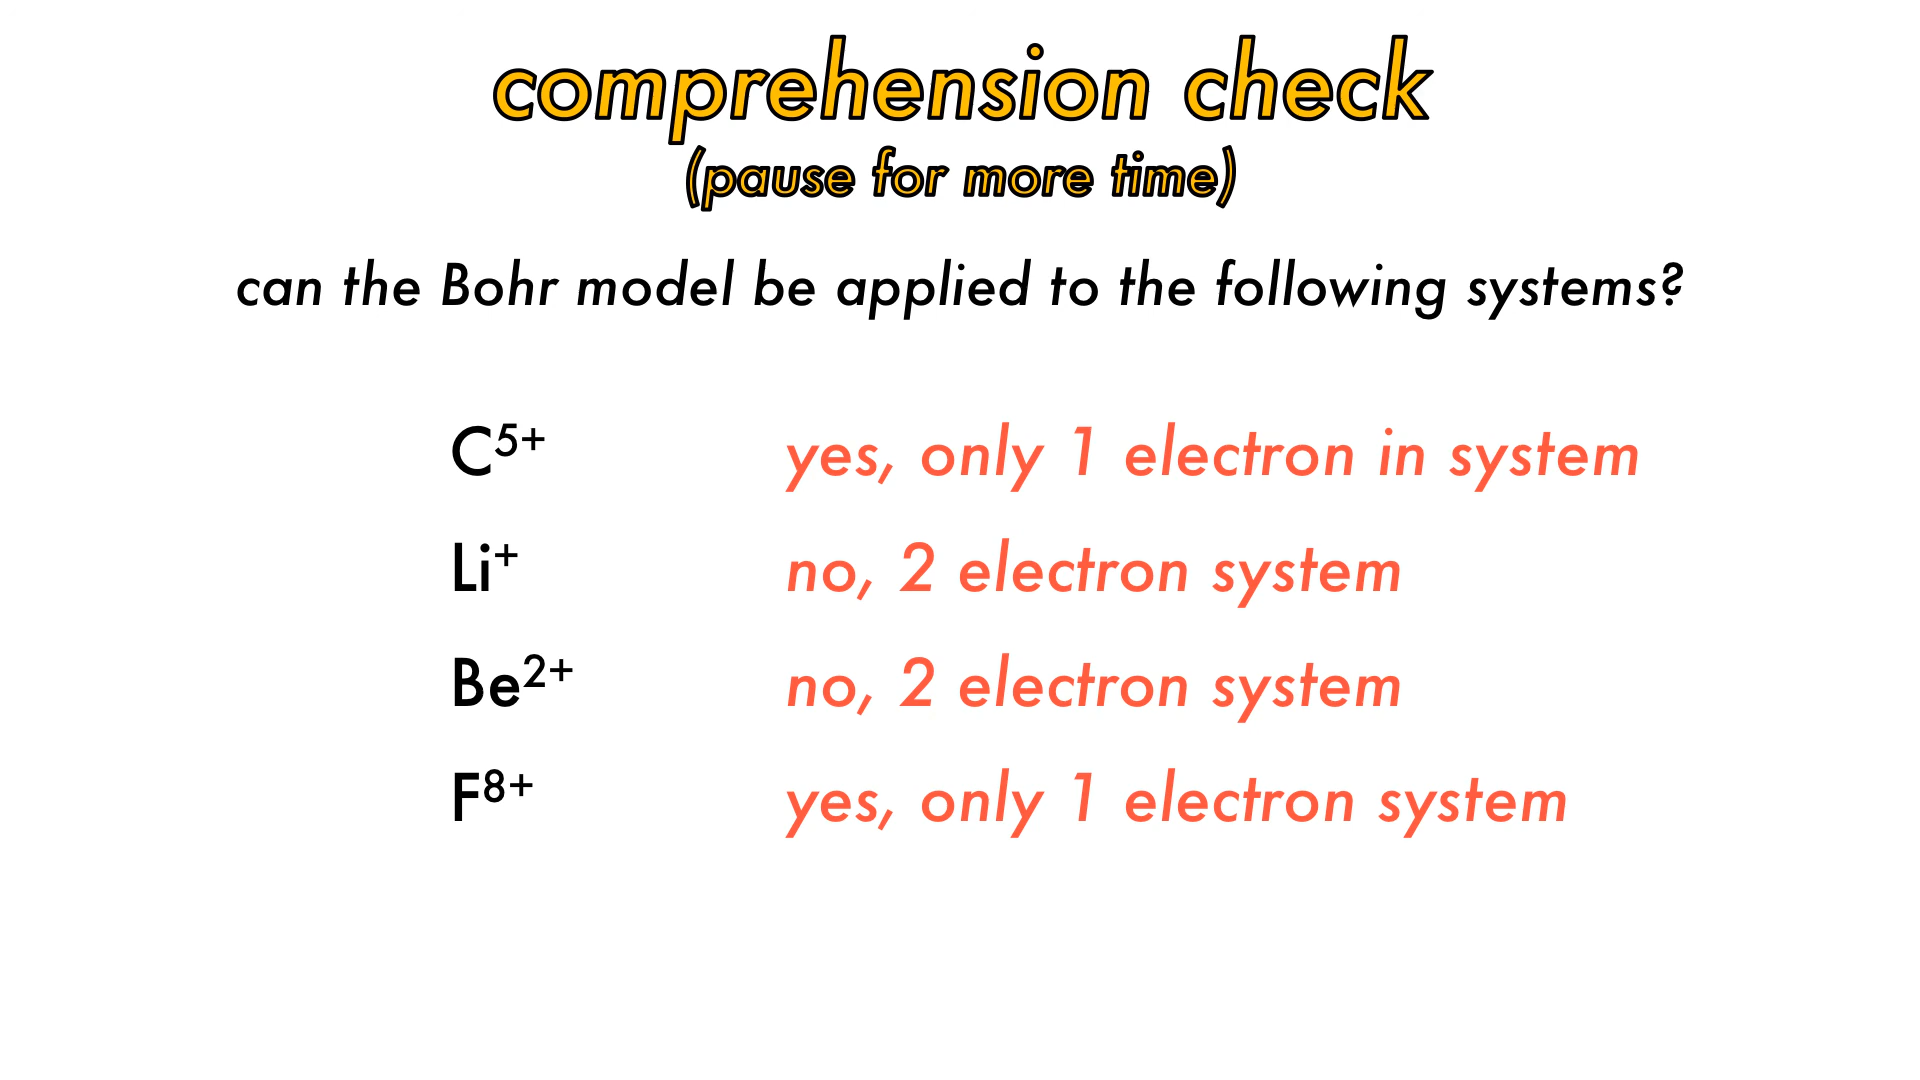 comprehension check
(pause for more time)
can the Bohr model be applied to the following systems?
C⁵⁺ yes, only 1 electron in system
Li⁺ no, 2 electron system
Be²⁺ no, 2 electron system
F⁸⁺ yes, only 1 electron system